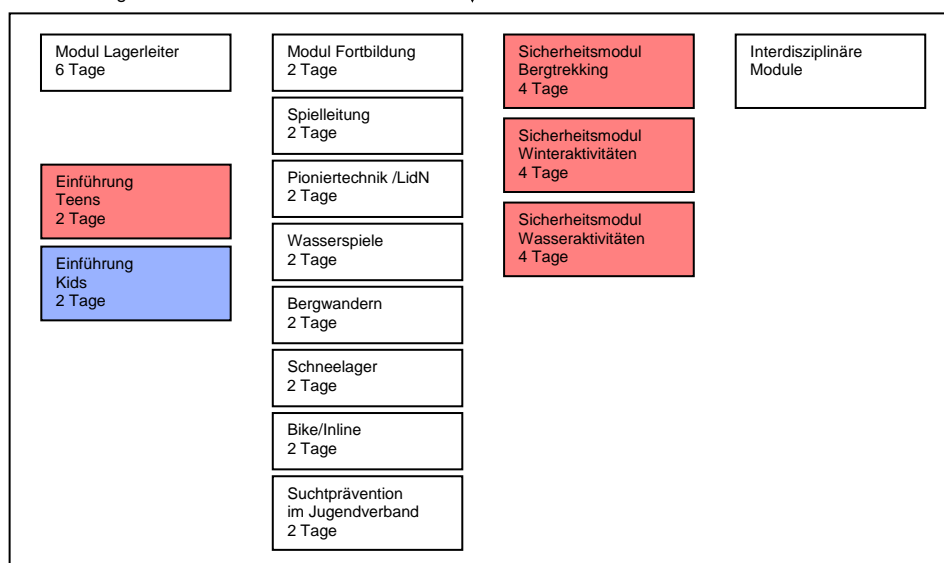 Modul Lagerleiter
6 Tage
Einführung
Teens
2 Tage
Einführung
Kids
2 Tage
Modul Fortbildung
2 Tage
Spielleitung
2 Tage
Pioniertechnik /LidN
2 Tage
Wasserspiele
2 Tage
Bergwandern
2 Tage
Schneelager
2 Tage
Bike/Inline
2 Tage
Suchtprävention
im Jugendverband
2 Tage
Sicherheitsmodul
Bergtrekking
4 Tage
Sicherheitsmodul
Winteraktivitäten
4 Tage
Sicherheitsmodul
Wasseraktivitäten
4 Tage
Interdisziplinäre
Module